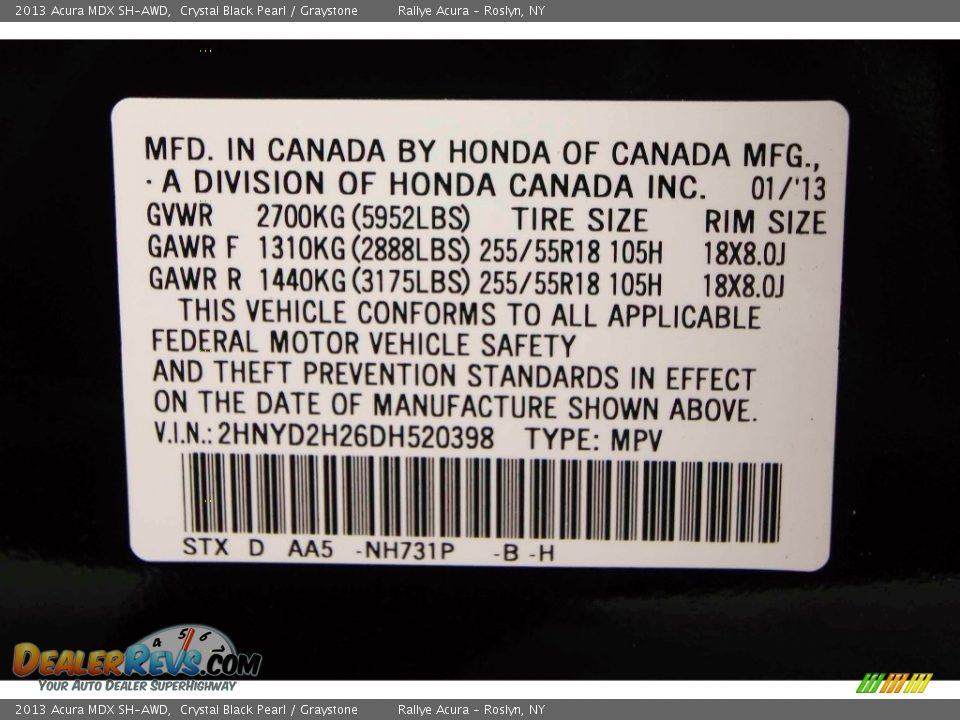 2013 Acura MDX SH-AWD, Crystal Black Pearl / Graystone Rallye Acura - Roslyn, NY
MFD. IN CANADA BY HONDA OF CANADA MFG.,
A DIVISION OF HONDA CANADA INC. 01/'13
GVWR 2700KG (5952LBS) TIRE SIZE RIM SIZE
GAWR F 1310KG (2888LBS) 255/55R18 105H 18X8.0J
GAWR R 1440KG (3175LBS) 255/55R18 105H 18X8.0J
THIS VEHICLE CONFORMS TO ALL APPLICABLE
FEDERAL MOTOR VEHICLE SAFETY
AND THEFT PREVENTION STANDARDS IN EFFECT
ON THE DATE OF MANUFACTURE SHOWN ABOVE.
V.I.N.: 2HNYD2H26DH520398 TYPE: MPV
STX D AA5 -NH731P -B -H
4 5 6
DEALERREVS.COM
YOUR AUTO DEALER SUPERHIGHWAY
2013 Acura MDX SH-AWD, Crystal Black Pearl / Graystone Rallye Acura - Roslyn, NY